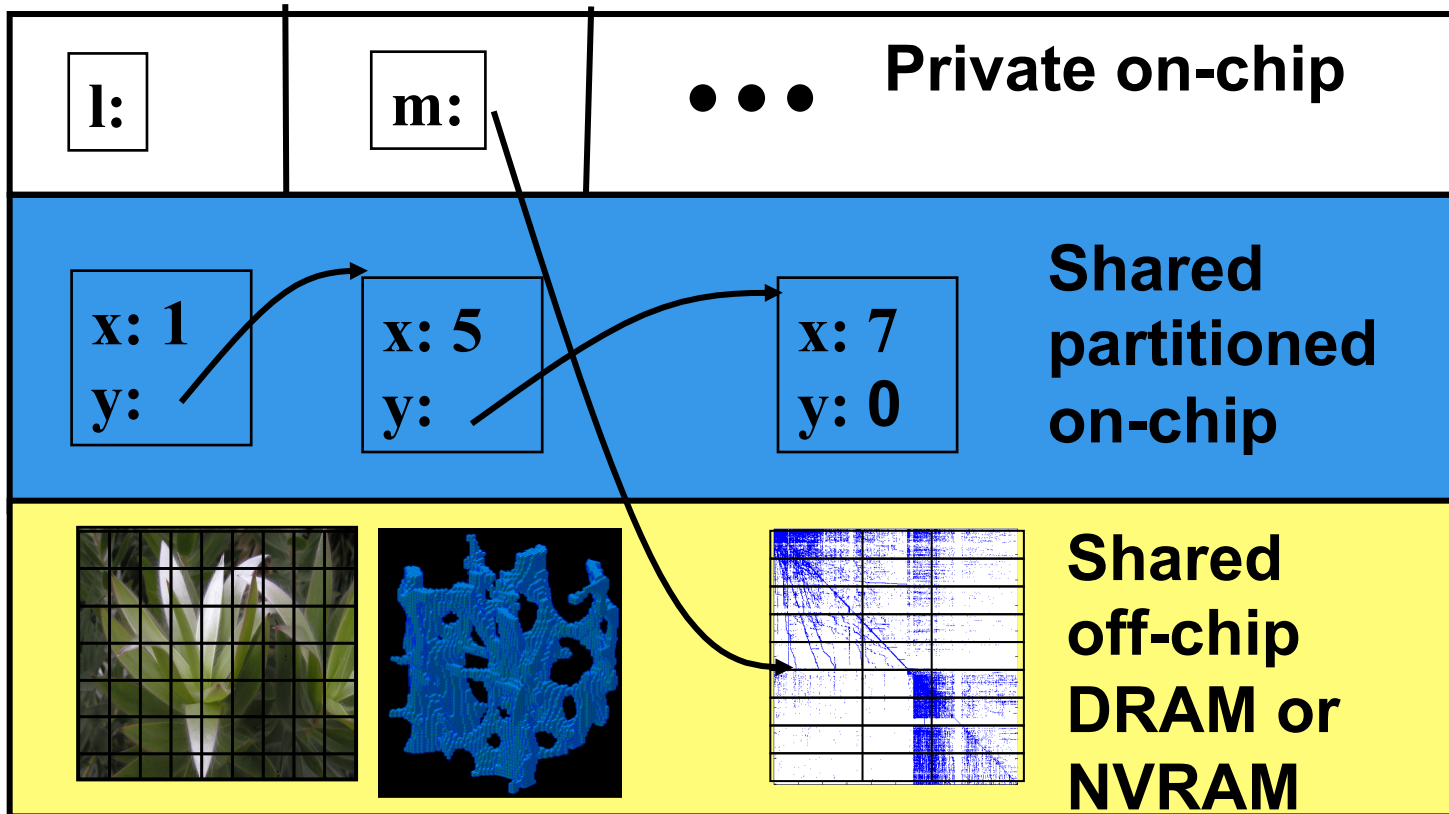 l:
m:
•••
Private on-chip
x: 1
y:
x: 5
y:
x: 7
y: 0
Shared
partitioned
on-chip
Shared
off-chip
DRAM or
NVRAM